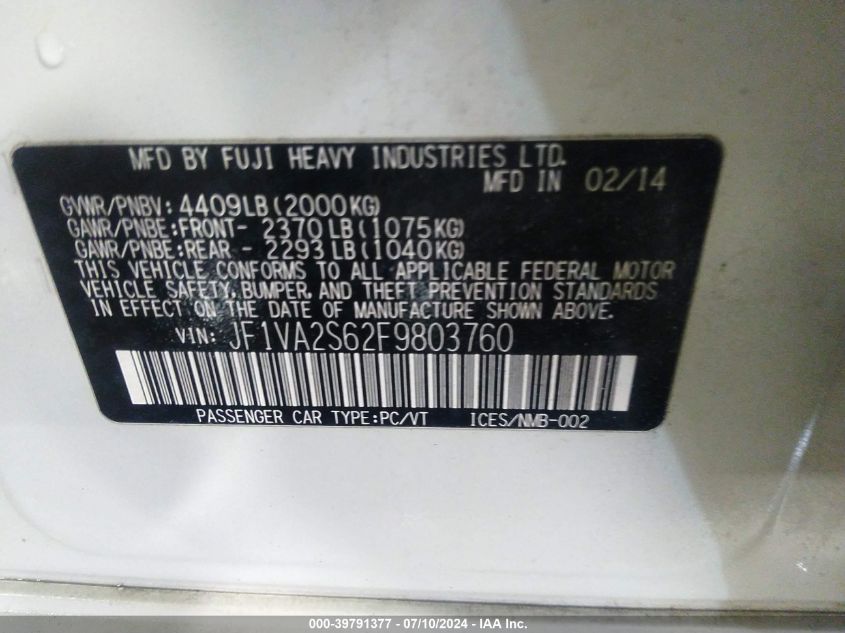 MFD BY FUJI HEAVY INDUSTRIES LTD.
MFD IN 02/14
GVWR/PNBV: 4409LB(2000KG)
GAWR/PNBE:FRONT- 2370LB(1075KG)
GAWR/PNBE:REAR - 2293LB(1040KG)
THIS VEHICLE CONFORMS TO ALL APPLICABLE FEDERAL MOTOR
VEHICLE SAFETY, BUMPER, AND THEFT PREVENTION STANDARDS
IN EFFECT ON THE DATE OF MANUFACTURE SHOWN ABOVE.
VIN: JF1VA2S62F9803760
PASSENGER CAR TYPE:PC/VT ICES/NMB-002
000-39791377 - 07/10/2024 - IAA Inc.